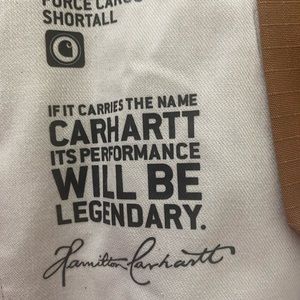 FORCE CARGO
SHORTALL
IF IT CARRIES THE NAME
CARHARTT
ITS PERFORMANCE
WILL BE
LEGENDARY.
Hamilton Carhartt